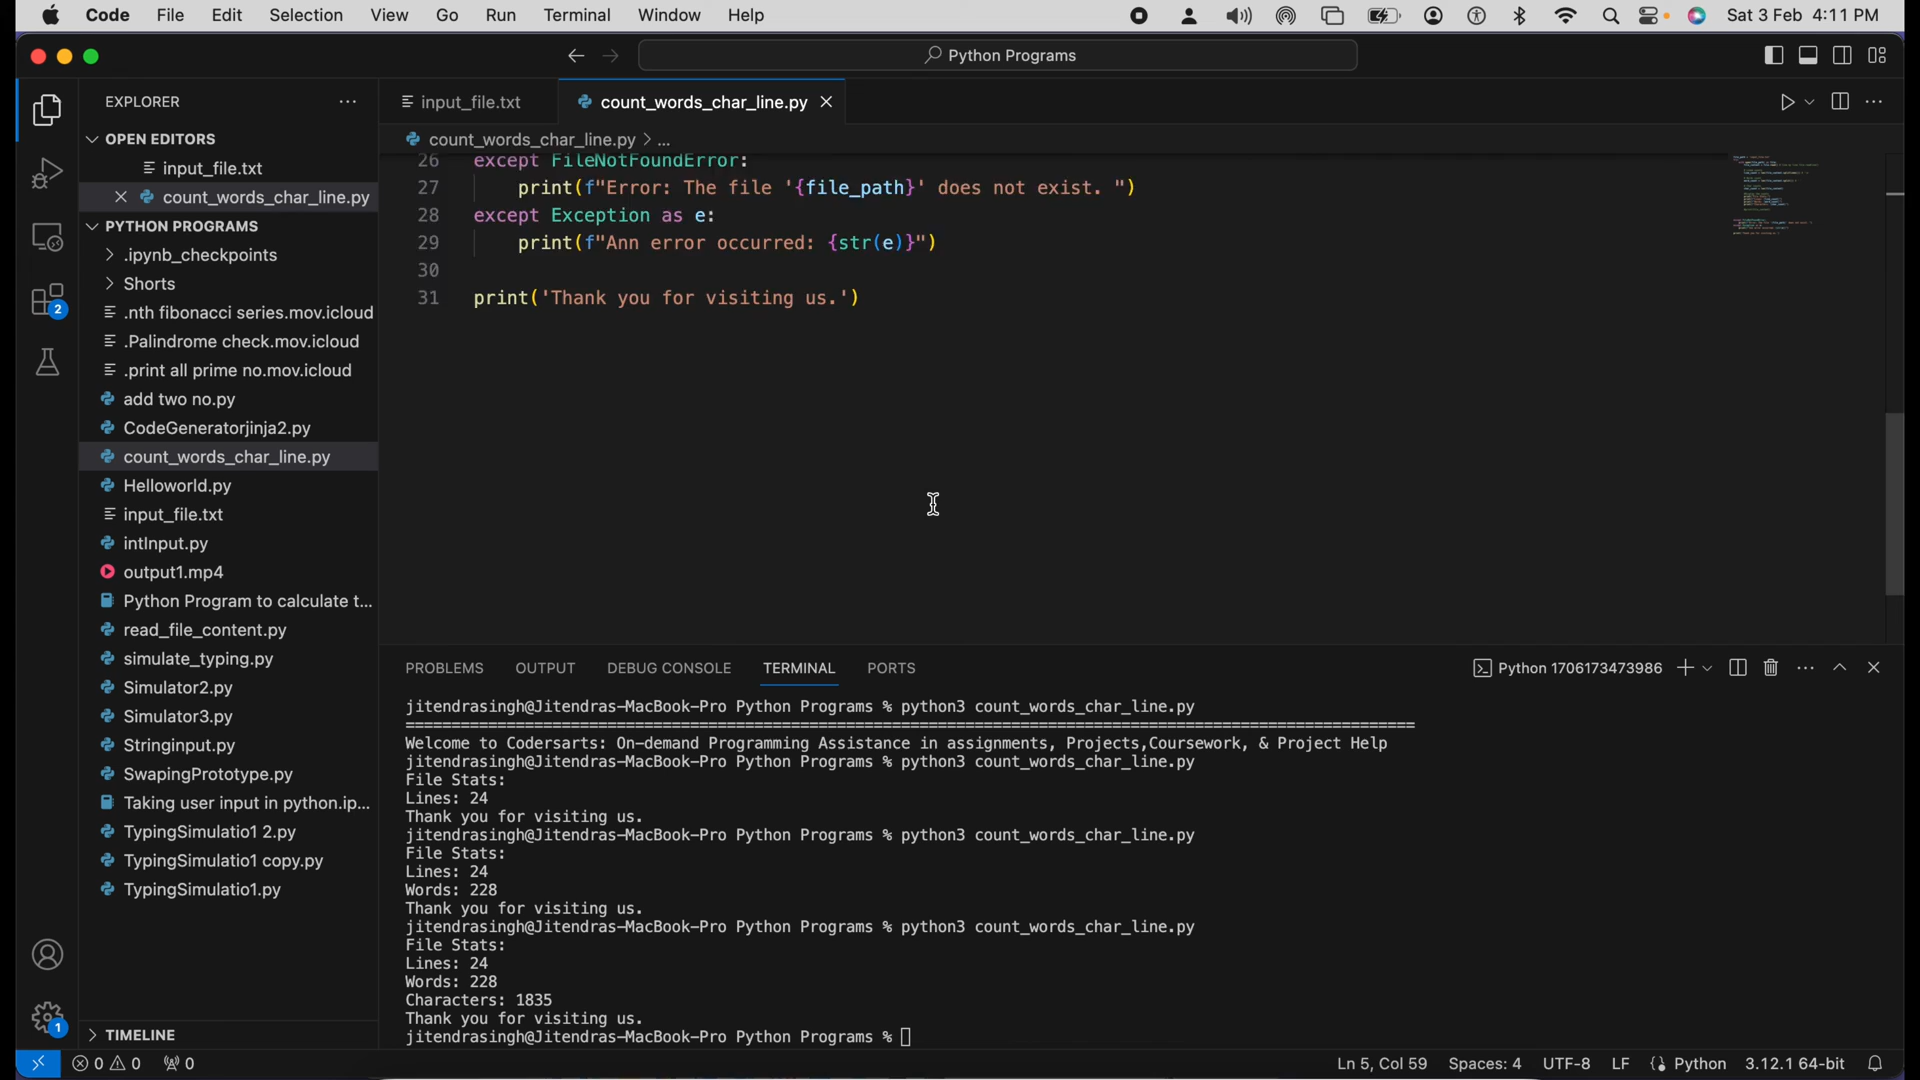 Code File Edit Selection View Go Run Terminal Window Help Sat 3 Feb 4:11 PM
Python Programs
EXPLORER
OPEN EDITORS
input_file.txt
count_words_char_line.py
PYTHON PROGRAMS
.ipynb_checkpoints
Shorts
.nth fibonacci series.mov.icloud
.Palindrome check.mov.icloud
.print all prime no.mov.icloud
add two no.py
CodeGeneratorjinja2.py
count_words_char_line.py
Helloworld.py
input_file.txt
intInput.py
output1.mp4
Python Program to calculate t...
read_file_content.py
simulate_typing.py
Simulator2.py
Simulator3.py
Stringinput.py
SwapingPrototype.py
Taking user input in python.ip...
TypingSimulatio1 2.py
TypingSimulatio1 copy.py
TypingSimulatio1.py
TIMELINE
2
1
input_file.txt count_words_char_line.py
count_words_char_line.py > ...
26 except FileNotFoundError:
27 print(f"Error: The file '{file_path}' does not exist. ")
28 except Exception as e:
29 print(f"Ann error occurred: {str(e)}")
30
31 print('Thank you for visiting us.')
PROBLEMS OUTPUT DEBUG CONSOLE TERMINAL PORTS Python 1706173473986
jitendrasingh@Jitendras-MacBook-Pro Python Programs % python3 count_words_char_line.py
==============================================================================================================
Welcome to Codersarts: On-demand Programming Assistance in assignments, Projects,Coursework, & Project Help
jitendrasingh@Jitendras-MacBook-Pro Python Programs % python3 count_words_char_line.py
File Stats:
Lines: 24
Thank you for visiting us.
jitendrasingh@Jitendras-MacBook-Pro Python Programs % python3 count_words_char_line.py
File Stats:
Lines: 24
Words: 228
Thank you for visiting us.
jitendrasingh@Jitendras-MacBook-Pro Python Programs % python3 count_words_char_line.py
File Stats:
Lines: 24
Words: 228
Characters: 1835
Thank you for visiting us.
jitendrasingh@Jitendras-MacBook-Pro Python Programs %
0 0 0 Ln 5, Col 59 Spaces: 4 UTF-8 LF Python 3.12.1 64-bit